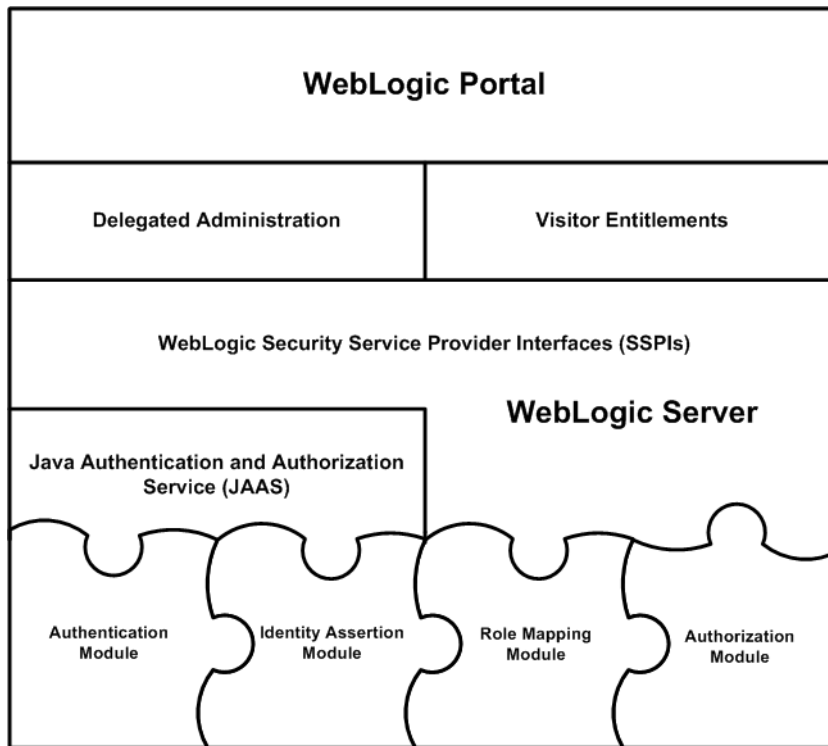 WebLogic Portal
Delegated Administration
Visitor Entitlements
WebLogic Security Service Provider Interfaces (SSPIs)
WebLogic Server
Java Authentication and Authorization
Service (JAAS)
Authentication
Module
Identity Assertion
Module
Role Mapping
Module
Authorization
Module